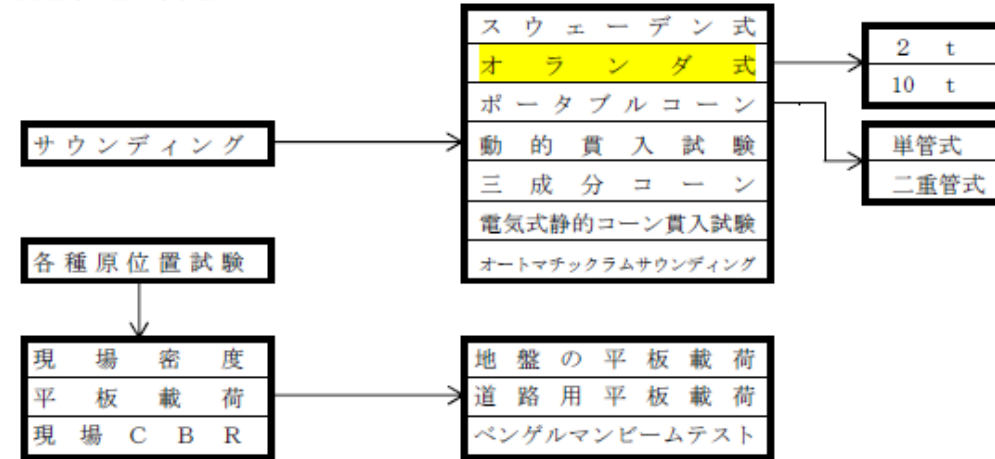 スウェーデン式
オランダ式
ポータブルコーン
動的貫入試験
三成分コーン
電気式静的コーン貫入試験
オートマチックラムサウンディング
2 t
10 t
単管式
二重管式
サウンディング
各種原位置試験
現場密度
平板載荷
現場CBR
地盤の平板載荷
道路用平板載荷
ベンゲルマンビームテスト